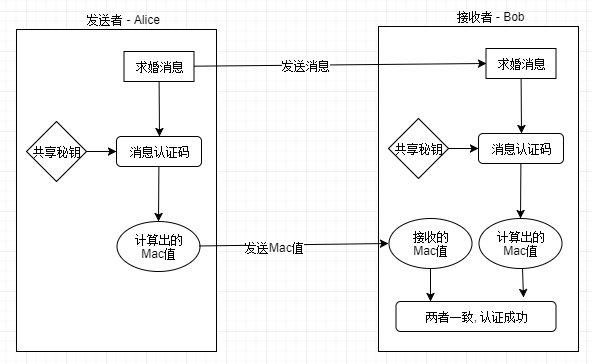 发送者 - Alice
接收者 - Bob
求婚消息
发送消息
求婚消息
共享秘钥
消息认证码
共享秘钥
消息认证码
计算出的
Mac值
发送Mac值
接收的
Mac值
计算出的
Mac值
两者一致, 认证成功